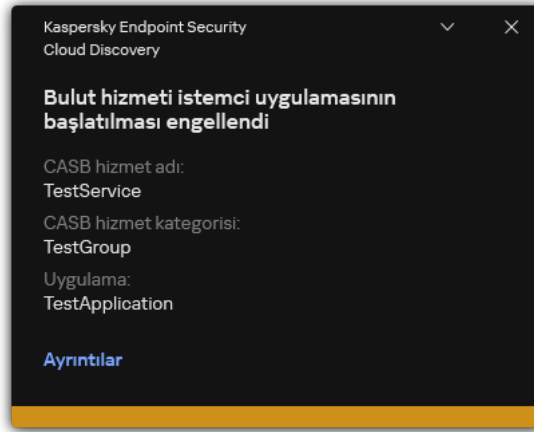 Kaspersky Endpoint Security
Cloud Discovery
Bulut hizmeti istemci uygulamasının
başlatılması engellendi
CASB hizmet adı:
TestService
CASB hizmet kategorisi:
TestGroup
Uygulama:
TestApplication
Ayrıntılar